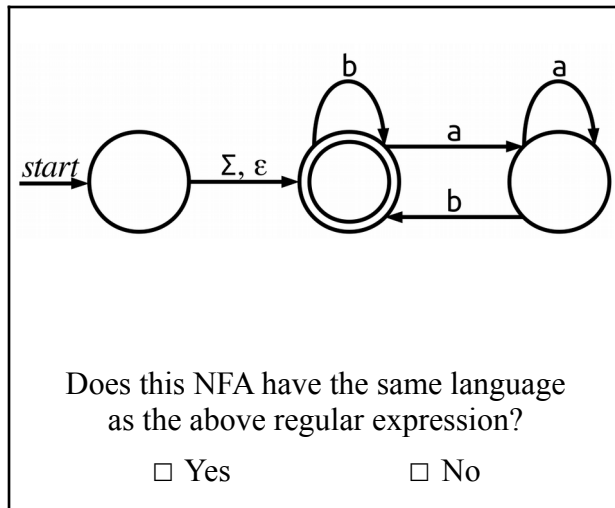 b
a
start
Σ, ε
a
b
Does this NFA have the same language
as the above regular expression?
□ Yes
□ No